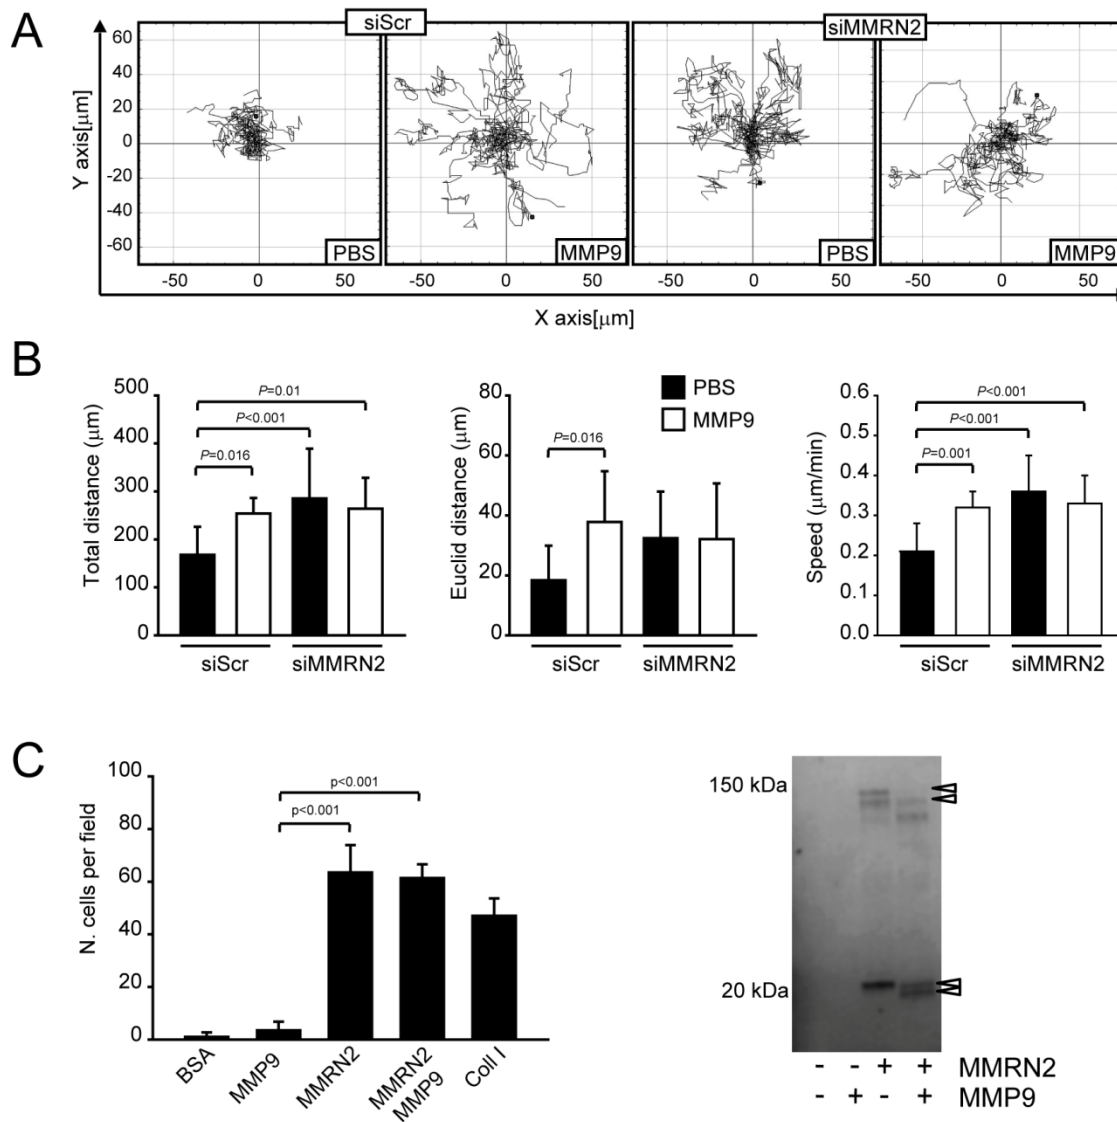 A
siScr
siMMRN2
Y axis[μm]
60
40
20
0
-20
-40
-60
PBS
MMP9
PBS
MMP9
-50 0 50 -50 0 50 -50 0 50 -50 0 50
X axis[μm]
B
Total distance (μm)
500
400
300
200
100
0
P=0.01
P<0.001
P=0.016
siScr siMMRN2
Euclid distance (μm)
80
60
40
20
0
P=0.016
siScr siMMRN2
PBS
MMP9
Speed (μm/min)
0.6
0.5
0.4
0.3
0.2
0.1
0.0
P<0.001
P<0.001
P=0.001
siScr siMMRN2
C
N. cells per field
100
80
60
40
20
0
p<0.001
p<0.001
BSA
MMP9
MMRN2
MMRN2
MMP9
Coll I
150 kDa
20 kDa
- - + + MMRN2
- + - + MMP9